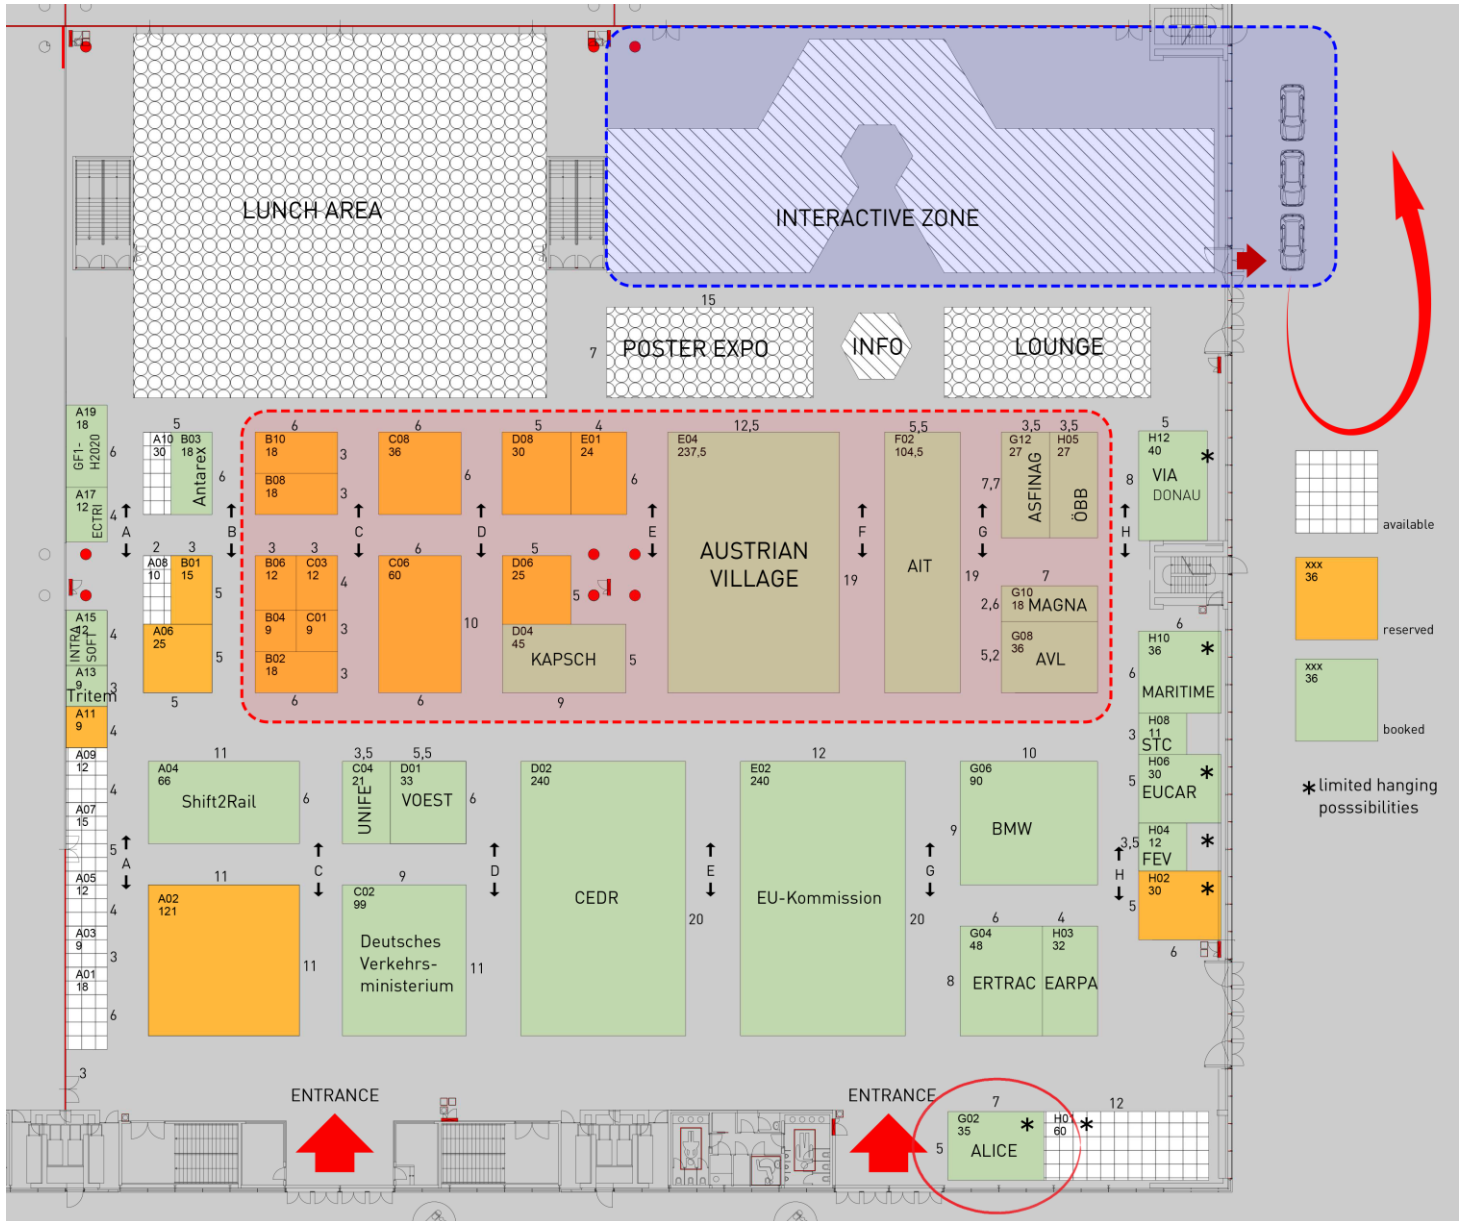 LUNCH AREA
INTERACTIVE ZONE
15
7
POSTER EXPO
INFO
LOUNGE
A19
18
GF1-
H2020
6
A17
12
ECTRI
4
5
A10
30
B03
18
Antarex
6
A
B
6
B10
18
3
B08
18
3
C
6
C08
36
6
D
5
4
D08
30
E01
24
6
E
12,5
E04
237,5
AUSTRIAN
VILLAGE
19
F
5,5
F02
104,5
AIT
19
G
3,5
3,5
G12
27
ASFINAG
H05
27
ÖBB
7,7
H
5
H12
40
VIA
DONAU
8
available
xxx
36
reserved
xxx
36
booked
*limited hanging
posssibilities
2
3
A08
10
B01
15
5
A06
25
5
5
3
3
B06
12
C03
12
4
B04
9
C01
9
3
B02
18
3
6
6
C06
60
10
6
5
D06
25
5
D04
45
KAPSCH
5
9
7
G10
18
MAGNA
2,6
G08
36
AVL
5,2
A15
12
INTRA
SOFT
4
A13
9
Tritem
3
A11
9
4
A09
12
4
A07
15
5
A05
12
4
A03
9
3
A01
18
6
3
6
H10
36
MARITIME
6
H08
11
STC
3
H06
30
EUCAR
5
H04
12
FEV
3,5
H02
30
5
6
11
A04
66
Shift2Rail
6
A
11
A02
121
11
C
3,5
5,5
C04
21
UNIFE
D01
33
VOEST
6
9
C02
99
Deutsches
Verkehrs-
ministerium
11
D
D02
240
CEDR
20
E
12
E02
240
EU-Kommission
20
G
10
G06
90
BMW
9
H
6
4
G04
48
ERTRAC
H03
32
EARPA
8
ENTRANCE
ENTRANCE
7
G02
35
ALICE
5
12
H01
60